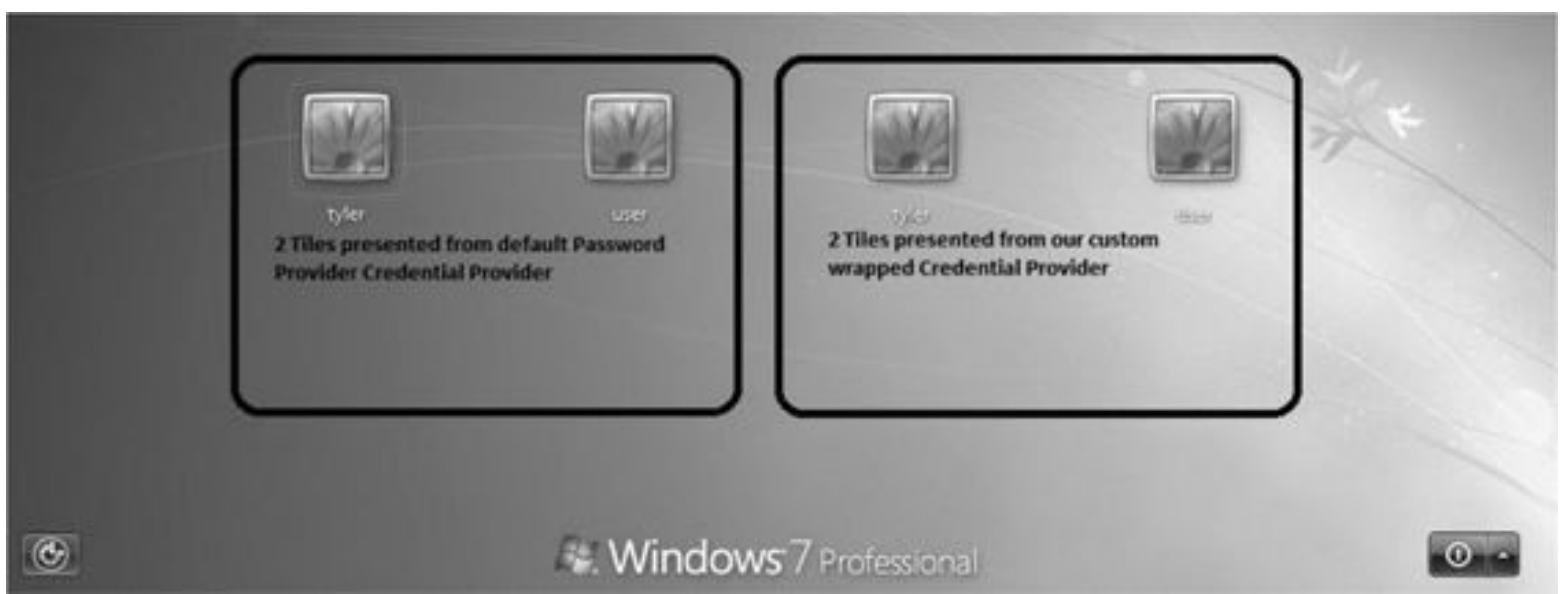 tyler
user
2 Tiles presented from default Password
Provider Credential Provider
tyler
user
2 Tiles presented from our custom
wrapped Credential Provider
Windows 7 Professional